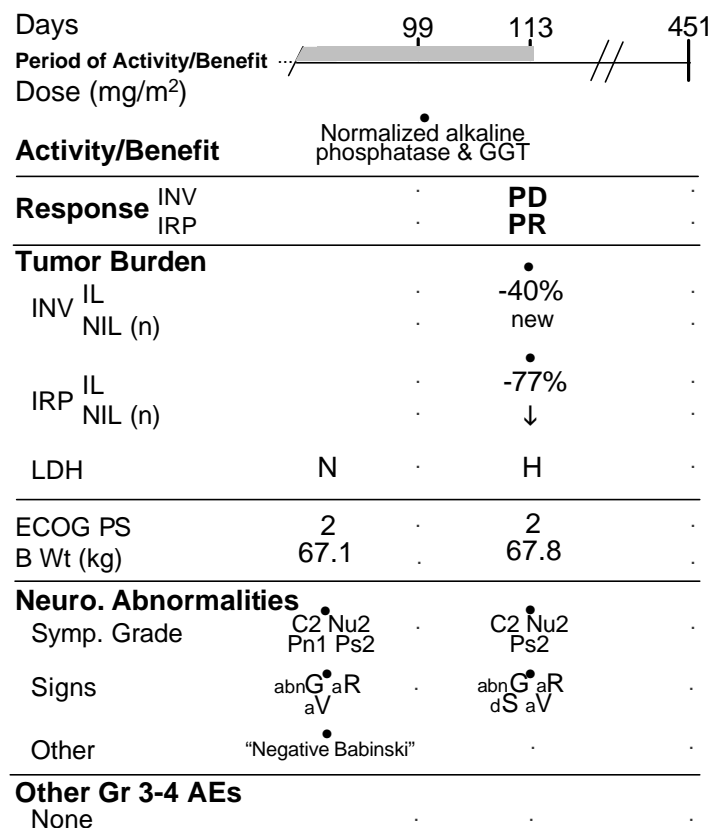 Days 99 113 451
Period of Activity/Benefit
Dose (mg/m²)
Activity/Benefit Normalized alkaline
phosphatase & GGT
Response INV PD
IRP PR
Tumor Burden
INV IL -40%
NIL (n) new
IRP IL -77%
NIL (n) ↓
LDH N H
ECOG PS 2 2
B Wt (kg) 67.1 67.8
Neuro. Abnormalities
Symp. Grade C2 Nu2 C2 Nu2
Pn1 Ps2 Ps2
Signs abnG aR abnG aR
aV dS aV
Other “Negative Babinski”
Other Gr 3-4 AEs
None